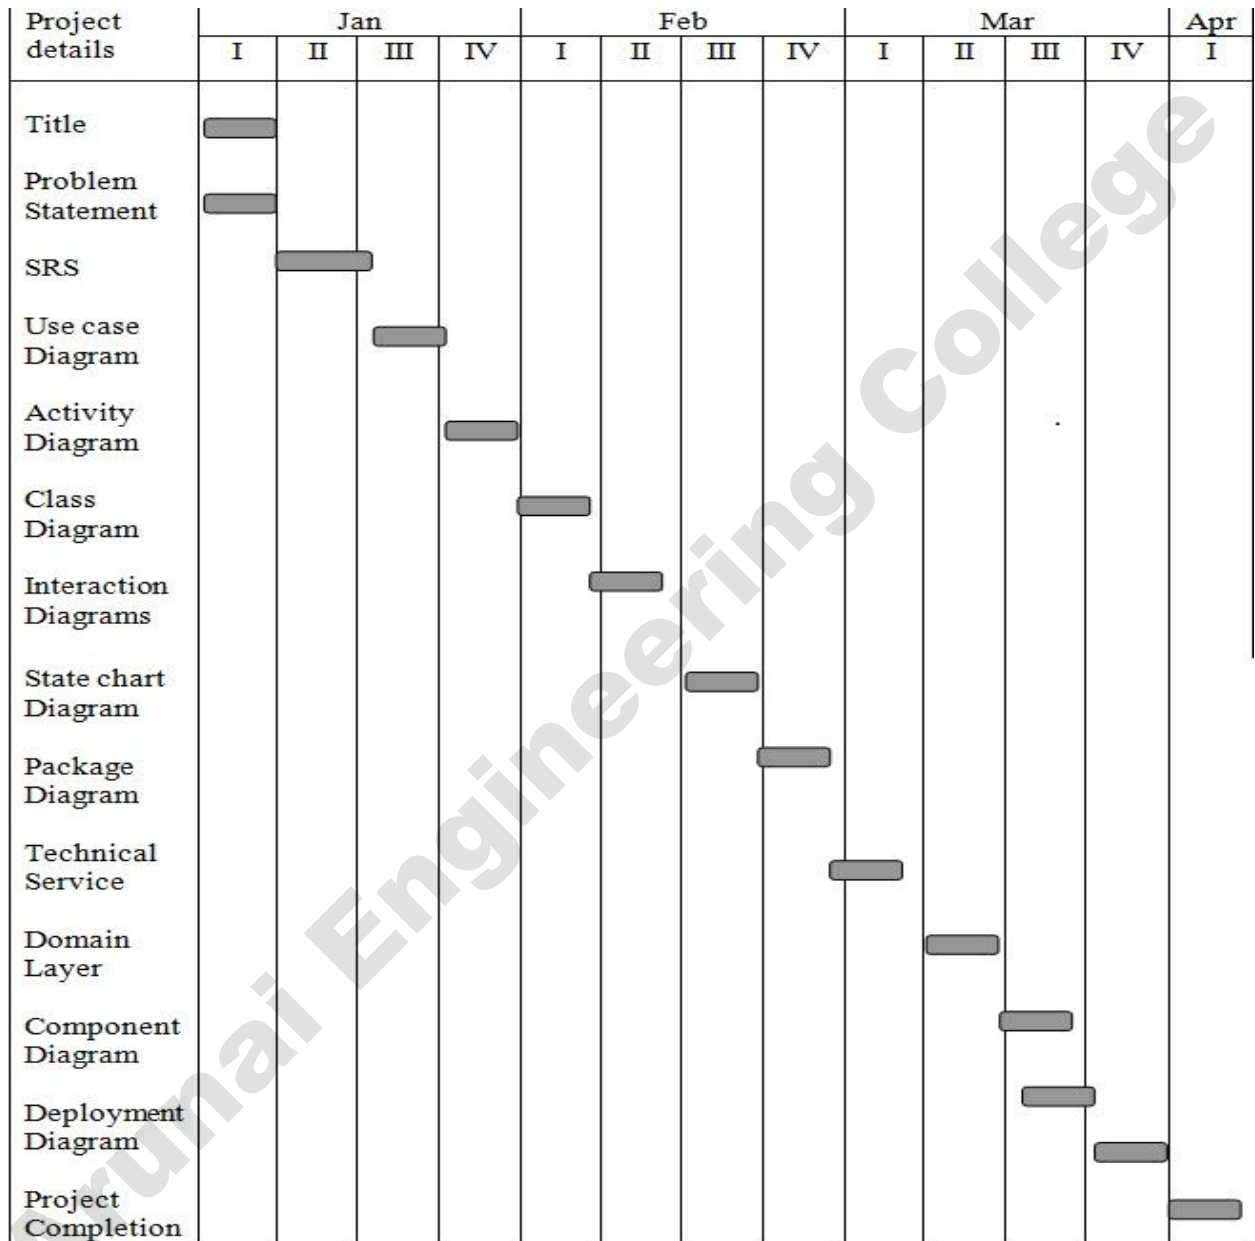 Project details
Jan
Feb
Mar
Apr
I
II
III
IV
I
II
III
IV
I
II
III
IV
I
Title
Problem
Statement
SRS
Use case
Diagram
Activity
Diagram
Class
Diagram
Interaction
Diagrams
State chart
Diagram
Package
Diagram
Technical
Service
Domain
Layer
Component
Diagram
Deployment
Diagram
Project
Completion
Arunai Engineering College